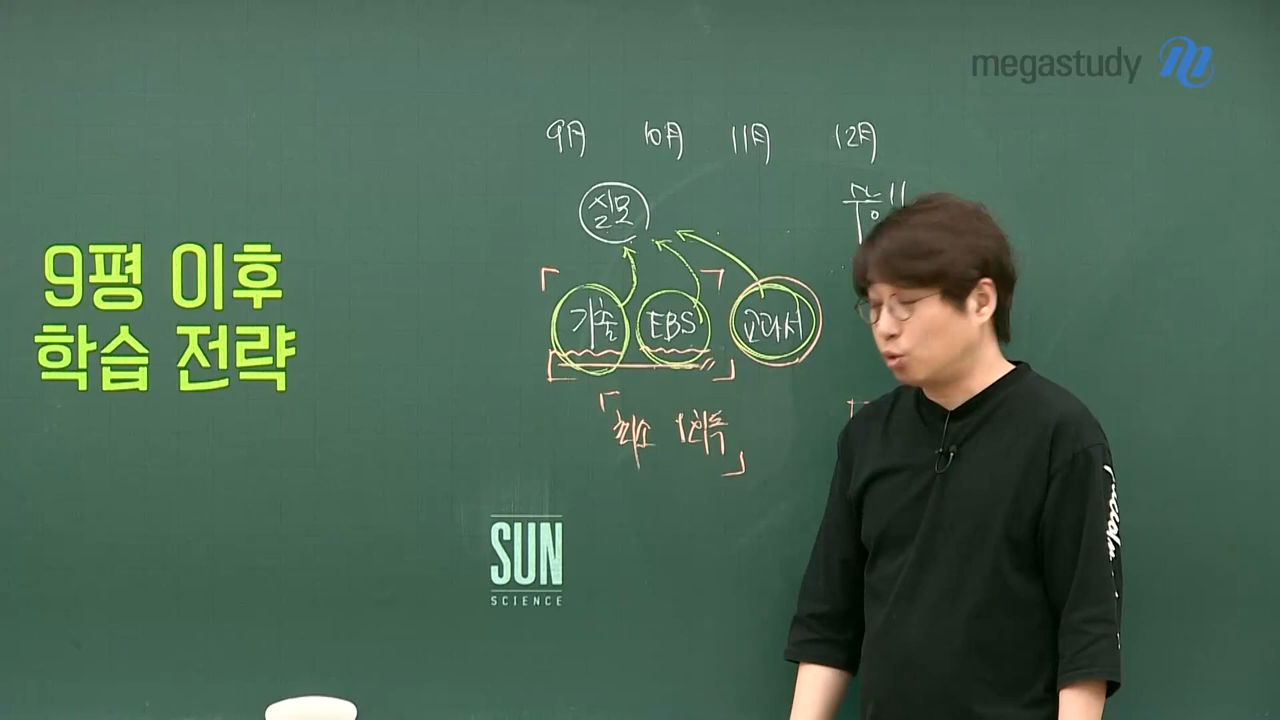 megastudy
9月 10月 11月 12月
실모
9평 이후
학습 전략
기출 EBS 교과서
최소 1회독
SUN
SCIENCE